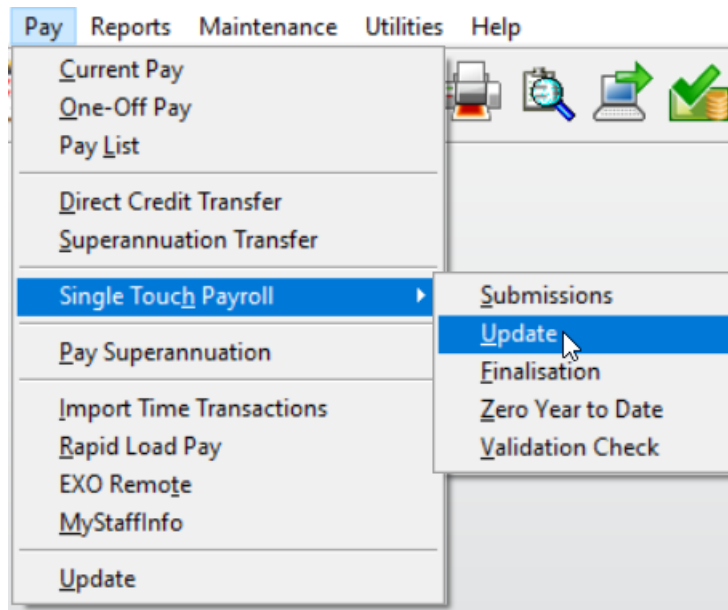 Pay Reports Maintenance Utilities Help
Current Pay
One-Off Pay
Pay List
Direct Credit Transfer
Superannuation Transfer
Single Touch Payroll
Submissions
Update
Finalisation
Zero Year to Date
Validation Check
Pay Superannuation
Import Time Transactions
Rapid Load Pay
EXO Remote
MyStaffInfo
Update